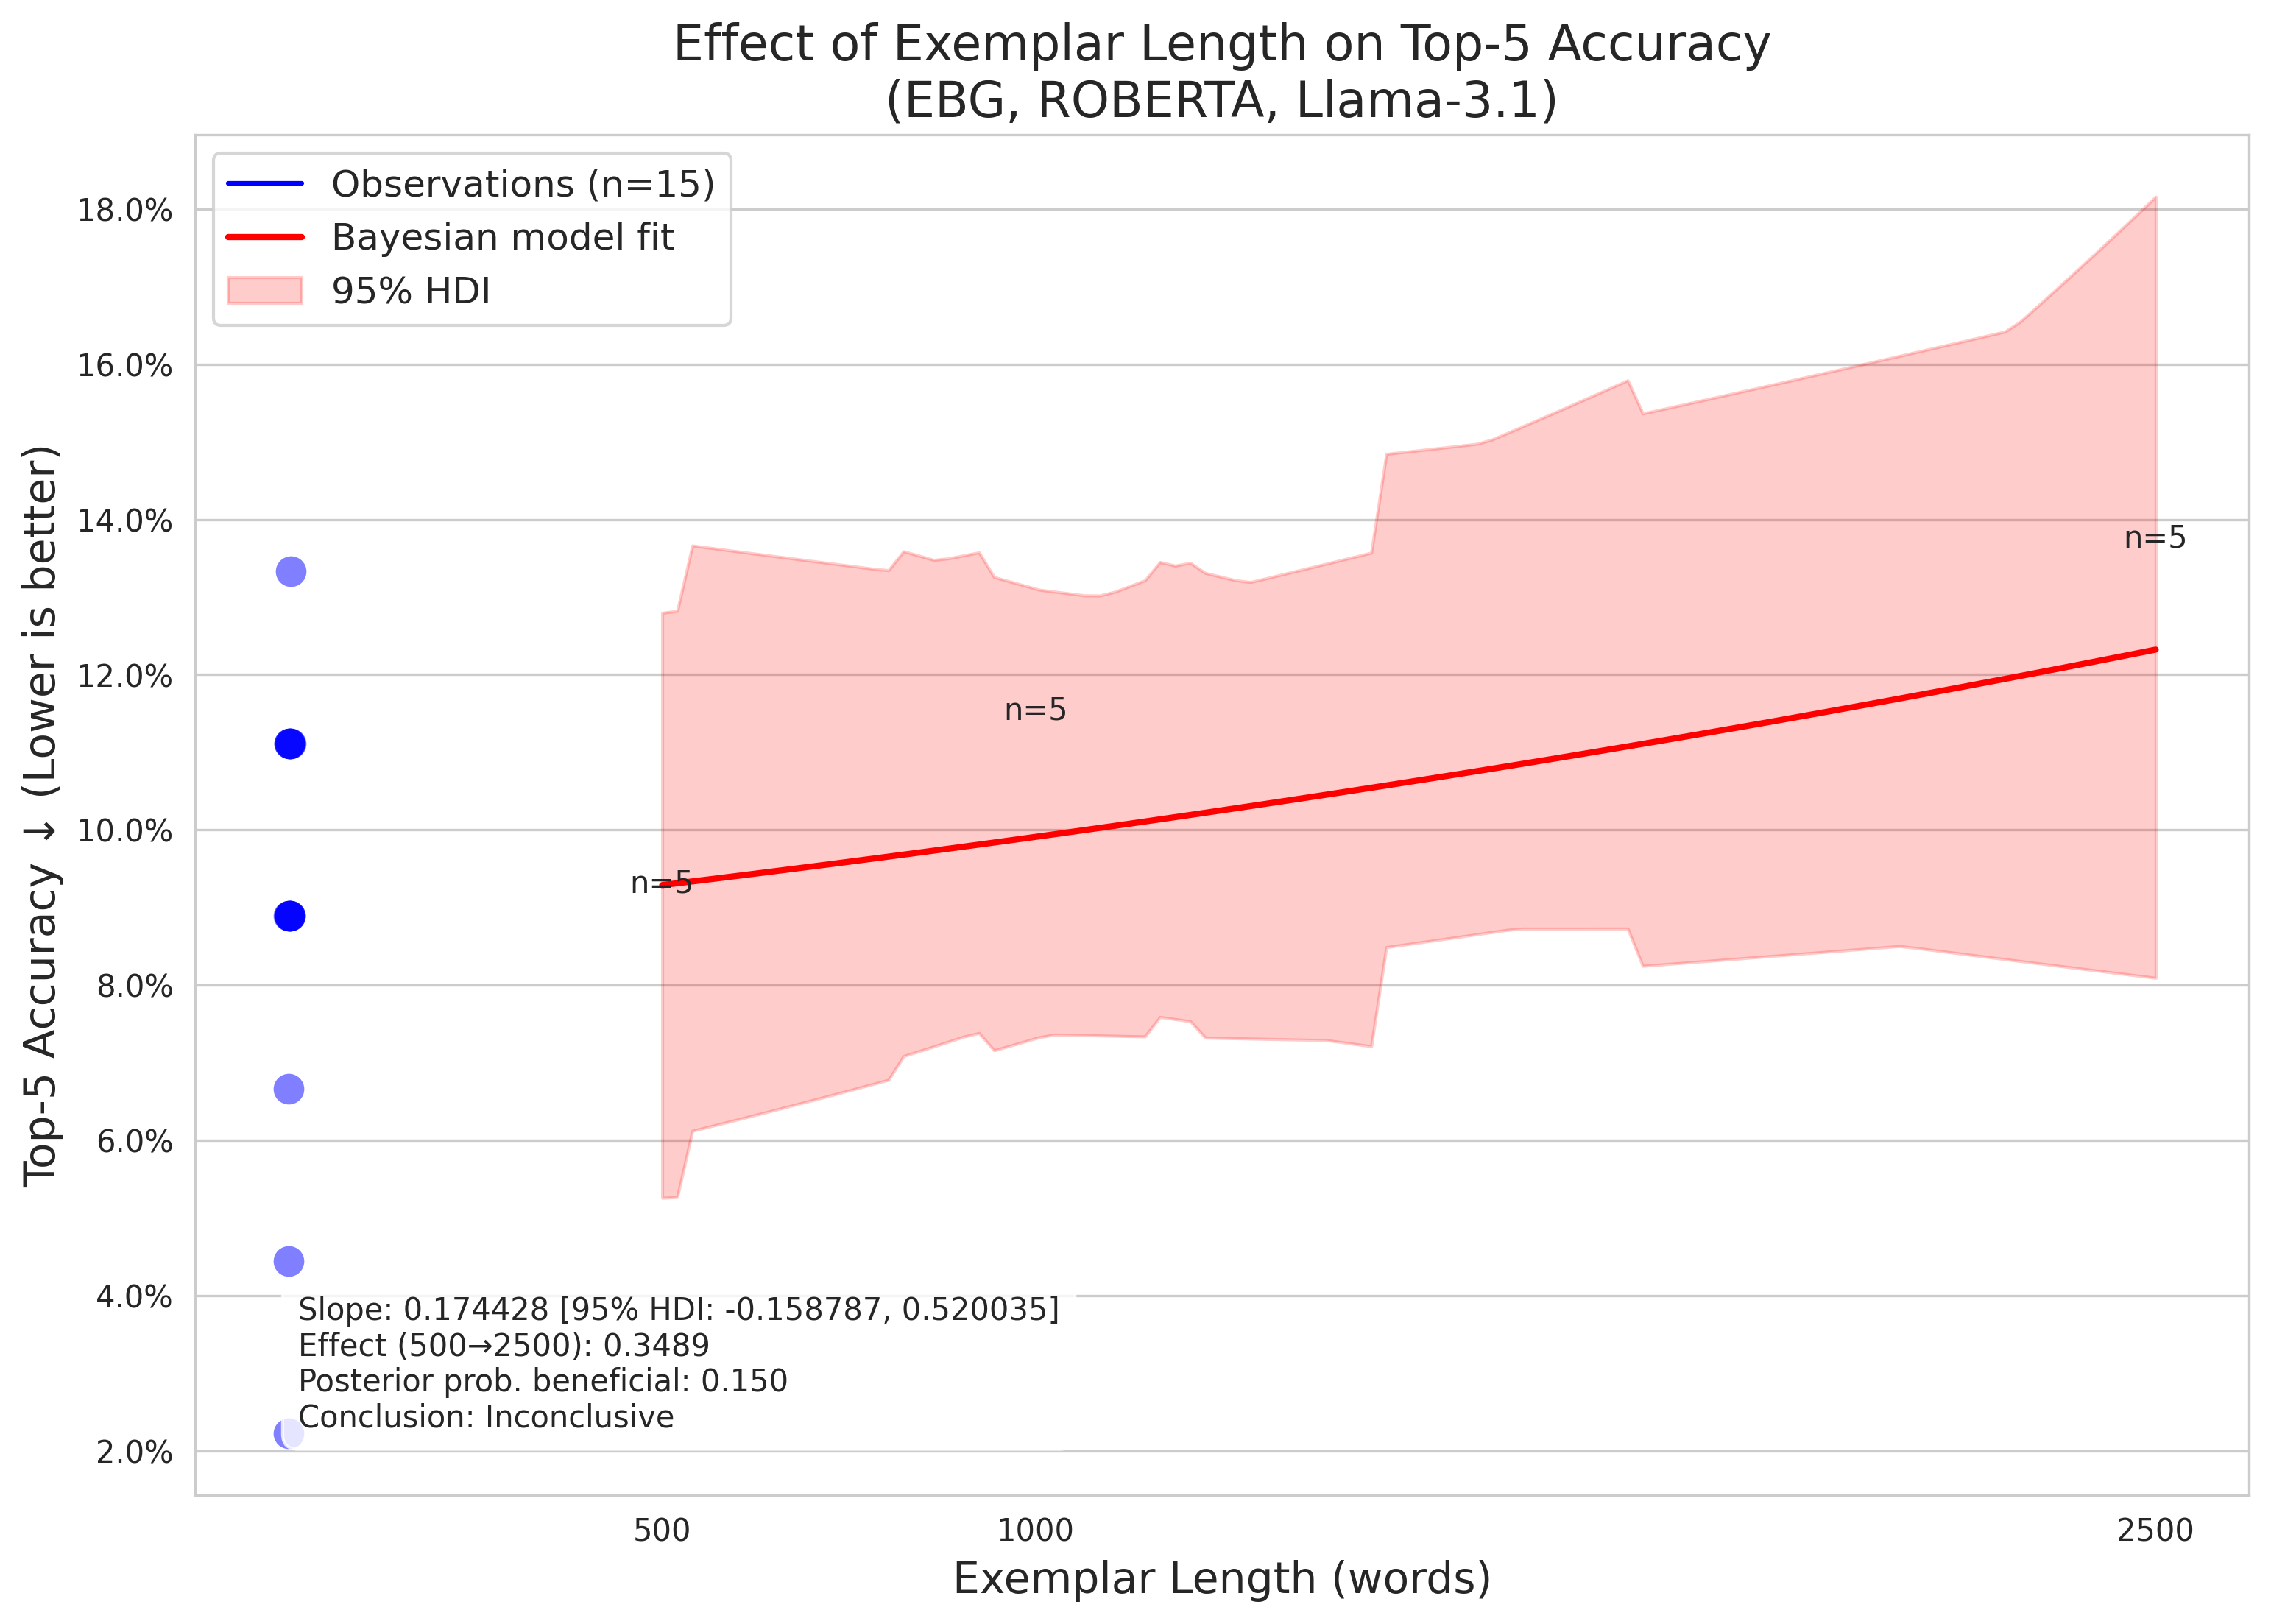 Effect of Exemplar Length on Top-5 Accuracy
(EBG, ROBERTA, Llama-3.1)
Observations (n=15)
Bayesian model fit
95% HDI
Top-5 Accuracy ↓ (Lower is better)
18.0%
16.0%
14.0%
12.0%
10.0%
8.0%
6.0%
4.0%
2.0%
n=5
n=5
n=5
Slope: 0.174428 [95% HDI: -0.158787, 0.520035]
Effect (500→2500): 0.3489
Posterior prob. beneficial: 0.150
Conclusion: Inconclusive
500
1000
2500
Exemplar Length (words)